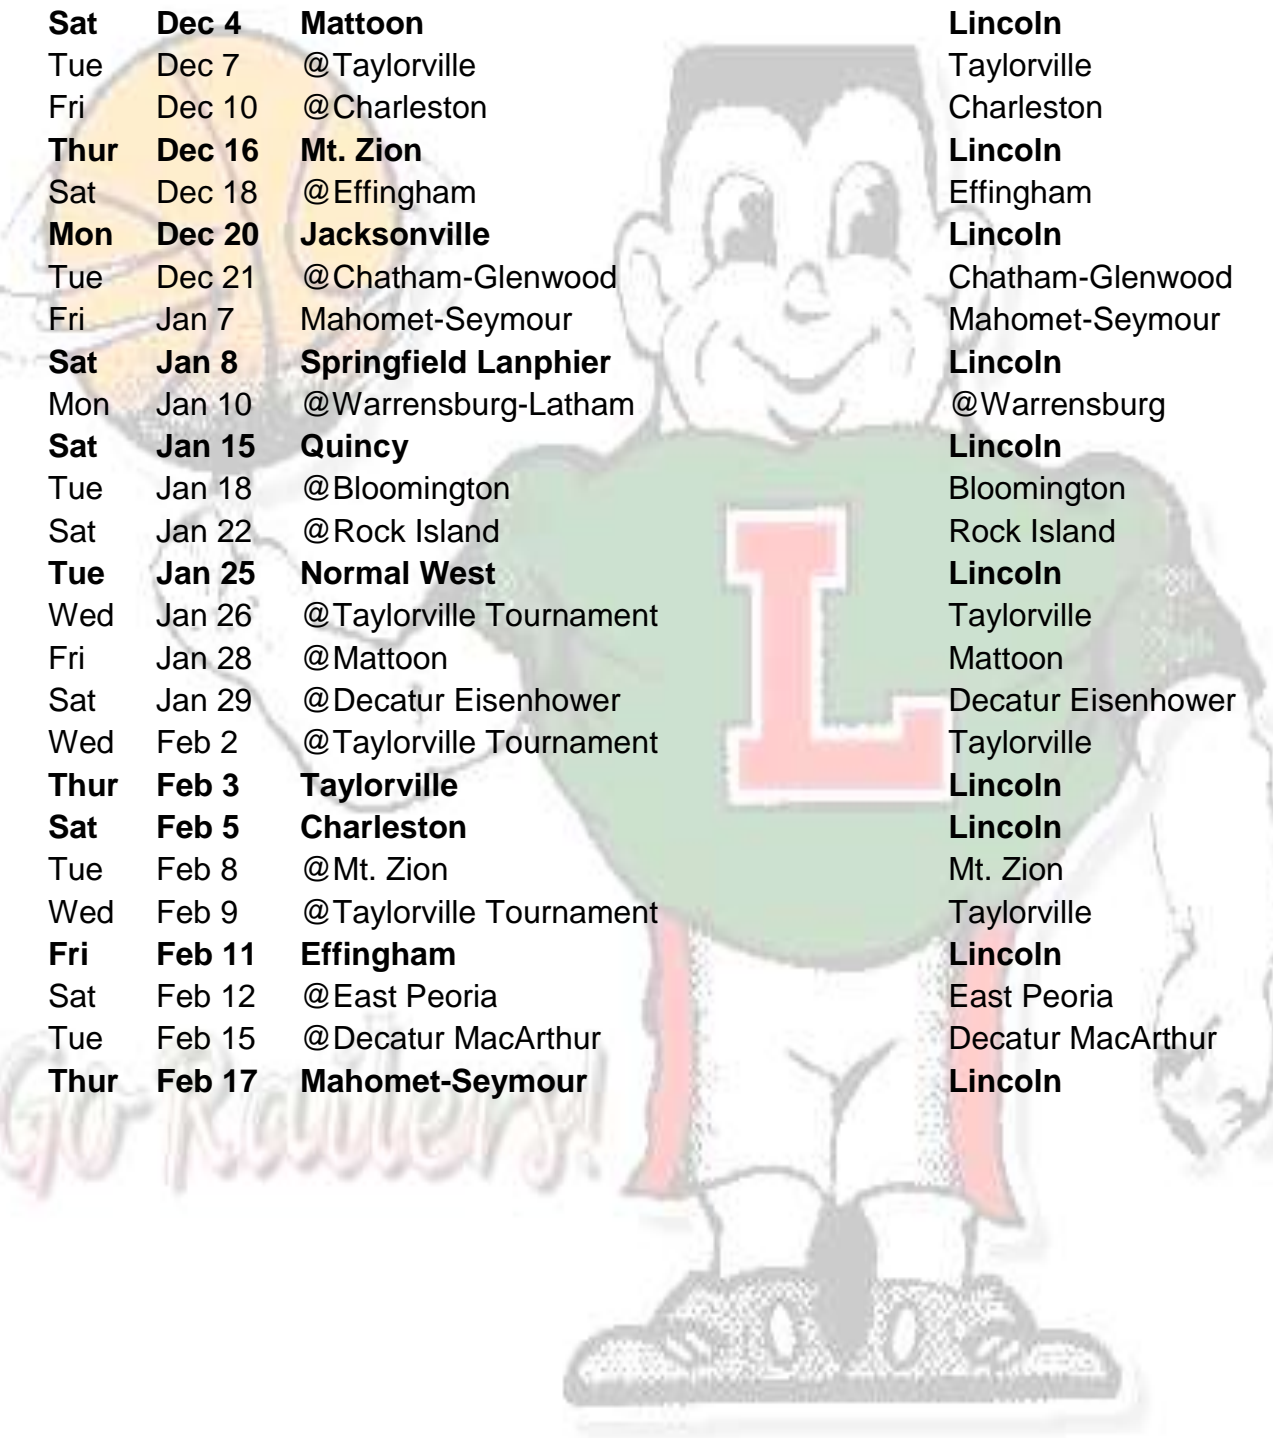 Sat Dec 4 Mattoon Lincoln
Tue Dec 7 @Taylorville Taylorville
Fri Dec 10 @Charleston Charleston
Thur Dec 16 Mt. Zion Lincoln
Sat Dec 18 @Effingham Effingham
Mon Dec 20 Jacksonville Lincoln
Tue Dec 21 @Chatham-Glenwood Chatham-Glenwood
Fri Jan 7 Mahomet-Seymour Mahomet-Seymour
Sat Jan 8 Springfield Lanphier Lincoln
Mon Jan 10 @Warrensburg-Latham @Warrensburg
Sat Jan 15 Quincy Lincoln
Tue Jan 18 @Bloomington Bloomington
Sat Jan 22 @Rock Island Rock Island
Tue Jan 25 Normal West Lincoln
Wed Jan 26 @Taylorville Tournament Taylorville
Fri Jan 28 @Mattoon Mattoon
Sat Jan 29 @Decatur Eisenhower Decatur Eisenhower
Wed Feb 2 @Taylorville Tournament Taylorville
Thur Feb 3 Taylorville Lincoln
Sat Feb 5 Charleston Lincoln
Tue Feb 8 @Mt. Zion Mt. Zion
Wed Feb 9 @Taylorville Tournament Taylorville
Fri Feb 11 Effingham Lincoln
Sat Feb 12 @East Peoria East Peoria
Tue Feb 15 @Decatur MacArthur Decatur MacArthur
Thur Feb 17 Mahomet-Seymour Lincoln
Go Railers!
L